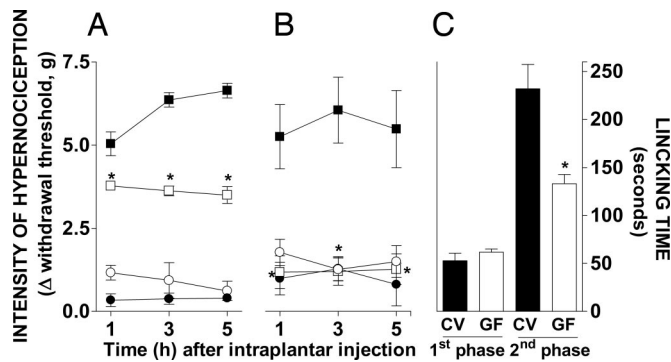 A
B
C
INTENSITY OF HYPERNOCICEPTION
(Δ withdrawal threshold, g)
7.5
5.0
2.5
0.0
* * *
* * *
*
1 3 5
1 3 5
Time (h) after intraplantar injection
250
200
150
100
50
0
LINCKING TIME
(seconds)
CV GF CV GF
1st phase 2nd phase